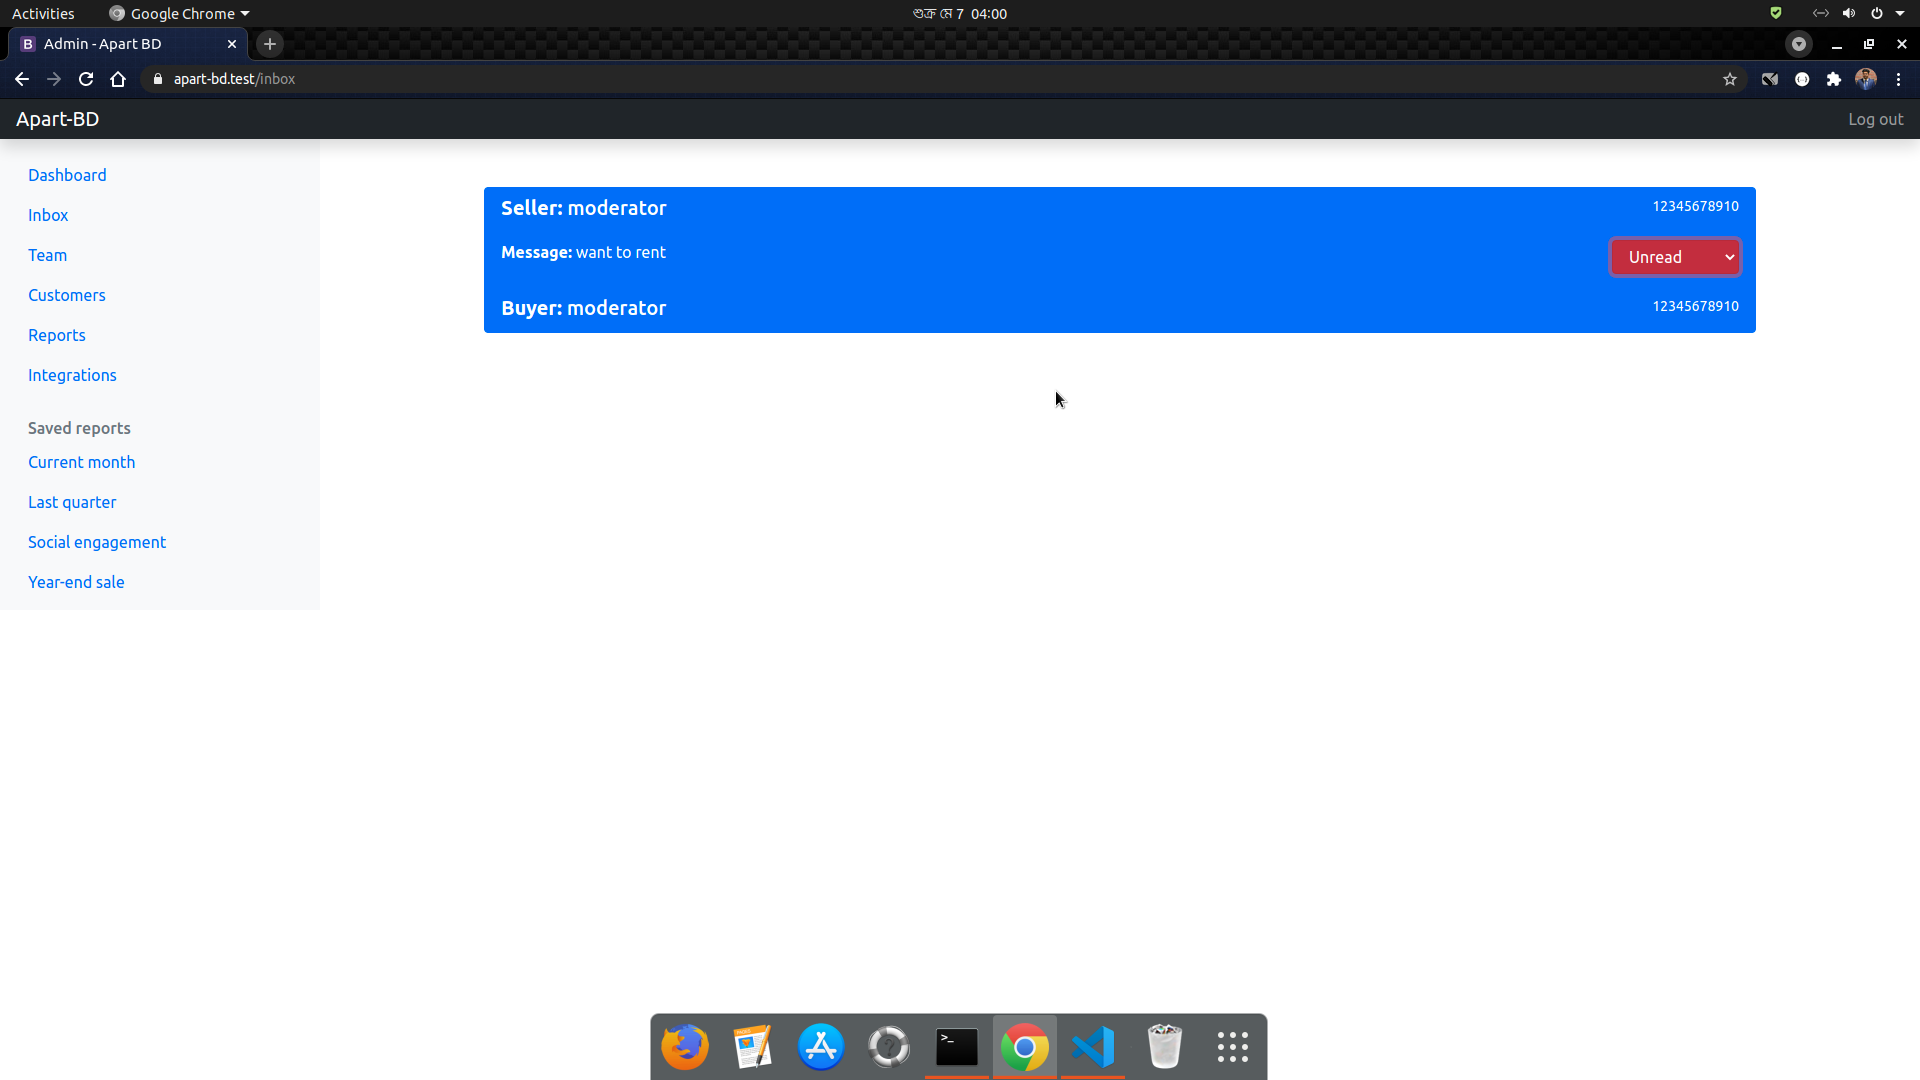 Activities
Google Chrome
শুক্র মে 7 04:00
Admin - Apart BD
apart-bd.test/inbox
Apart-BD
Log out
Dashboard
Inbox
Team
Customers
Reports
Integrations
Saved reports
Current month
Last quarter
Social engagement
Year-end sale
Seller: moderator
12345678910
Message: want to rent
Unread
Buyer: moderator
12345678910